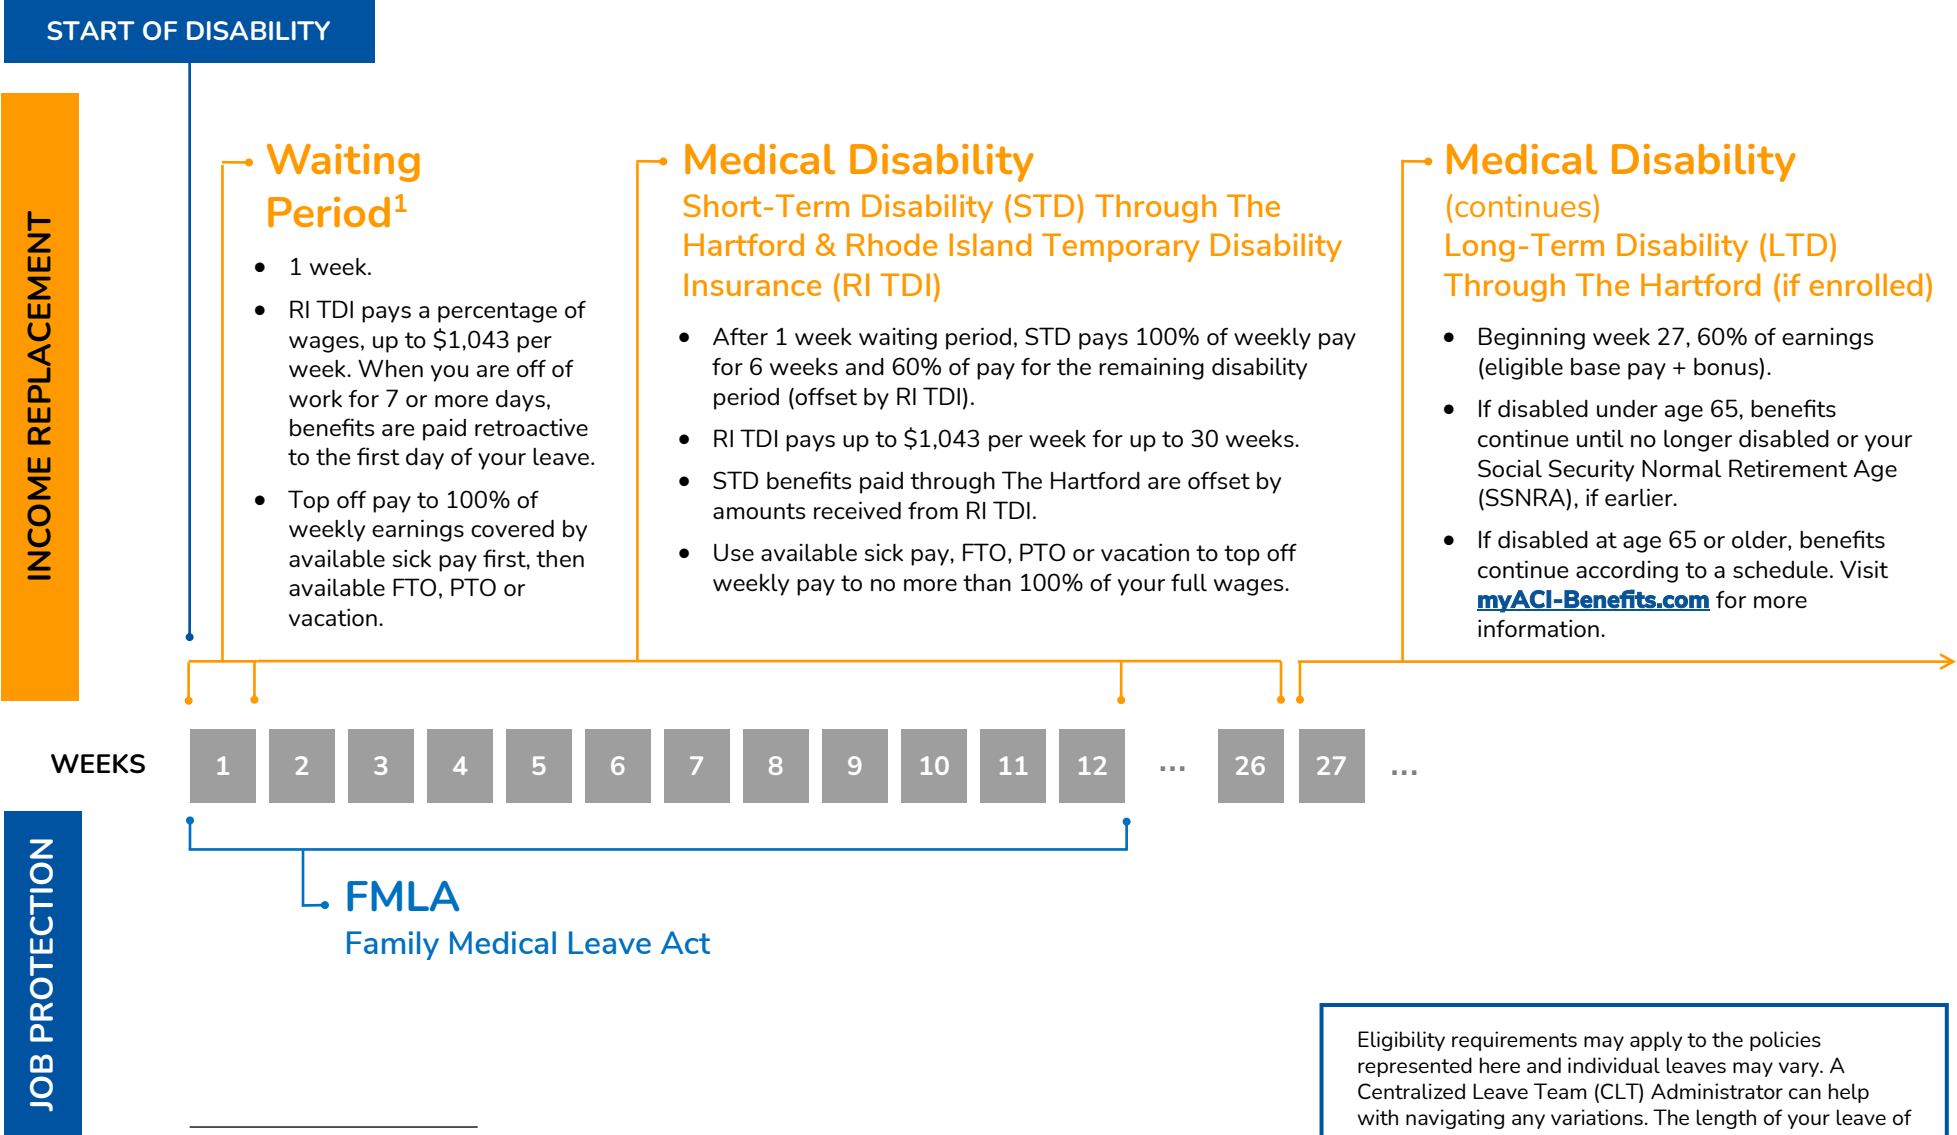 START OF DISABILITY
INCOME REPLACEMENT
Waiting
Period¹
• 1 week.
• RI TDI pays a percentage of
wages, up to $1,043 per
week. When you are off of
work for 7 or more days,
benefits are paid retroactive
to the first day of your leave.
• Top off pay to 100% of
weekly earnings covered by
available sick pay first, then
available FTO, PTO or
vacation.
Medical Disability
Short-Term Disability (STD) Through The
Hartford & Rhode Island Temporary Disability
Insurance (RI TDI)
• After 1 week waiting period, STD pays 100% of weekly pay
for 6 weeks and 60% of pay for the remaining disability
period (offset by RI TDI).
• RI TDI pays up to $1,043 per week for up to 30 weeks.
• STD benefits paid through The Hartford are offset by
amounts received from RI TDI.
• Use available sick pay, FTO, PTO or vacation to top off
weekly pay to no more than 100% of your full wages.
Medical Disability
(continues)
Long-Term Disability (LTD)
Through The Hartford (if enrolled)
• Beginning week 27, 60% of earnings
(eligible base pay + bonus).
• If disabled under age 65, benefits
continue until no longer disabled or your
Social Security Normal Retirement Age
(SSNRA), if earlier.
• If disabled at age 65 or older, benefits
continue according to a schedule. Visit
myACI-Benefits.com for more
information.
WEEKS 1 2 3 4 5 6 7 8 9 10 11 12 ... 26 27 ...
JOB PROTECTION
FMLA
Family Medical Leave Act
Eligibility requirements may apply to the policies
represented here and individual leaves may vary. A
Centralized Leave Team (CLT) Administrator can help
with navigating any variations. The length of your leave of